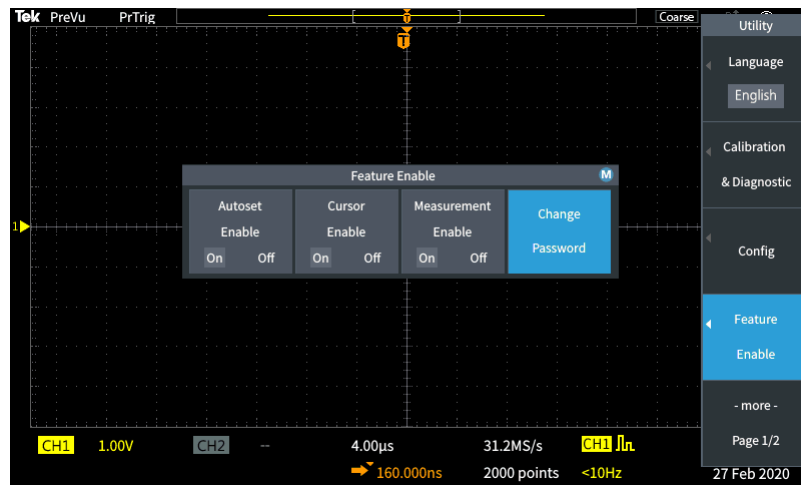 Tek PreVu PrTrig Coarse
T
T
Utility
Language
English
Calibration
& Diagnostic
Config
Feature
Enable
- more -
Page 1/2
Feature Enable M
Autoset
Enable
On Off
Cursor
Enable
On Off
Measurement
Enable
On Off
Change
Password
1
CH1 1.00V CH2 -- 4.00µs 31.2MS/s CH1
160.000ns 2000 points <10Hz 27 Feb 2020